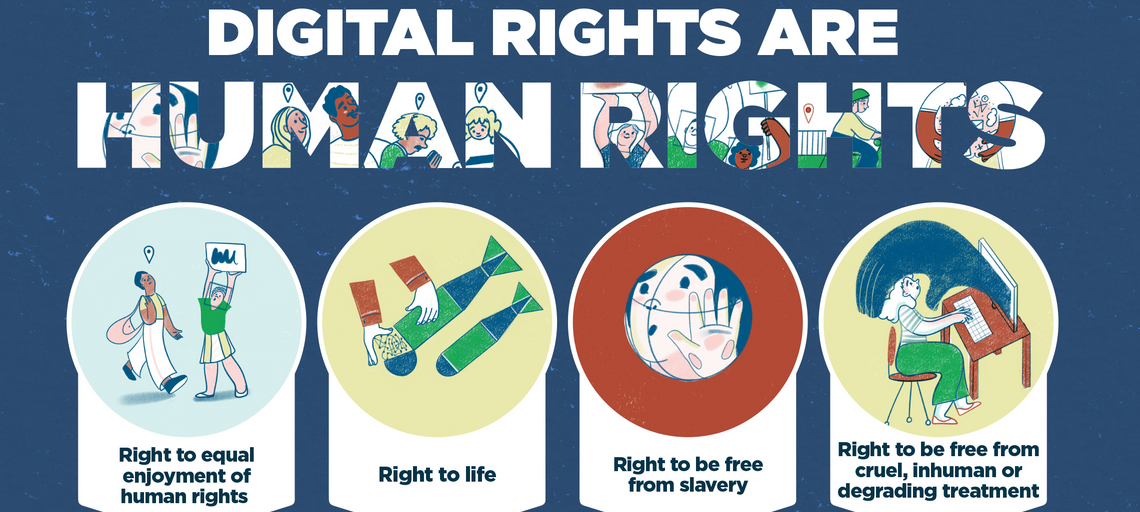 DIGITAL RIGHTS ARE
HUMAN RIGHTS
Right to equal
enjoyment of
human rights
Right to life
Right to be free
from slavery
Right to be free from
cruel, inhuman or
degrading treatment